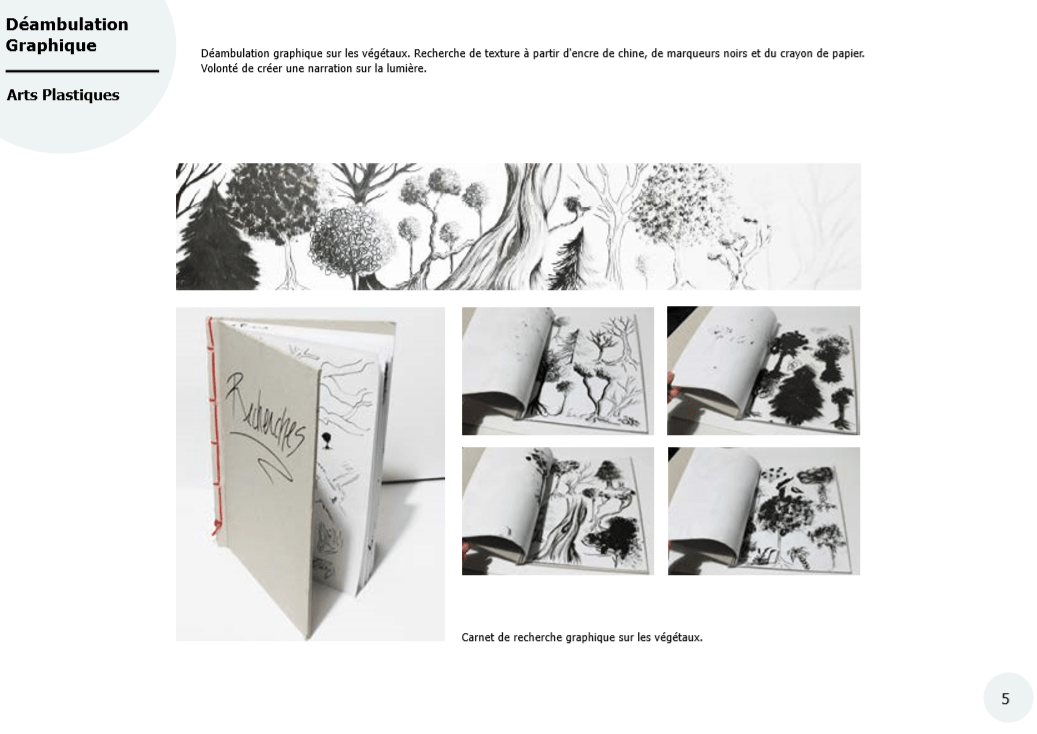 Déambulation
Graphique
Arts Plastiques
Déambulation graphique sur les végétaux. Recherche de texture à partir d'encre de chine, de marqueurs noirs et du crayon de papier.
Volonté de créer une narration sur la lumière.
Recherches
Carnet de recherche graphique sur les végétaux.
5